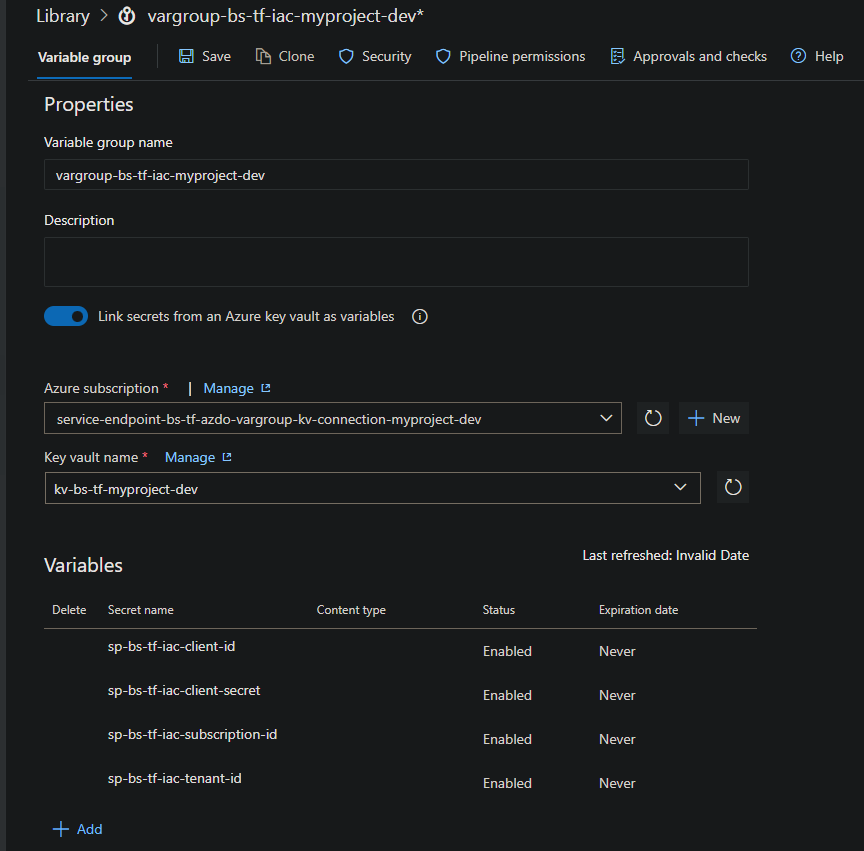 Library > vargroup-bs-tf-iac-myproject-dev*
Variable group | Save Clone Security Pipeline permissions Approvals and checks Help
Properties
Variable group name
vargroup-bs-tf-iac-myproject-dev
Description
Link secrets from an Azure key vault as variables
Azure subscription * | Manage
service-endpoint-bs-tf-azdo-vargroup-kv-connection-myproject-dev
New
Key vault name * Manage
kv-bs-tf-myproject-dev
Last refreshed: Invalid Date
Variables
Delete Secret name Content type Status Expiration date
sp-bs-tf-iac-client-id Enabled Never
sp-bs-tf-iac-client-secret Enabled Never
sp-bs-tf-iac-subscription-id Enabled Never
sp-bs-tf-iac-tenant-id Enabled Never
+ Add